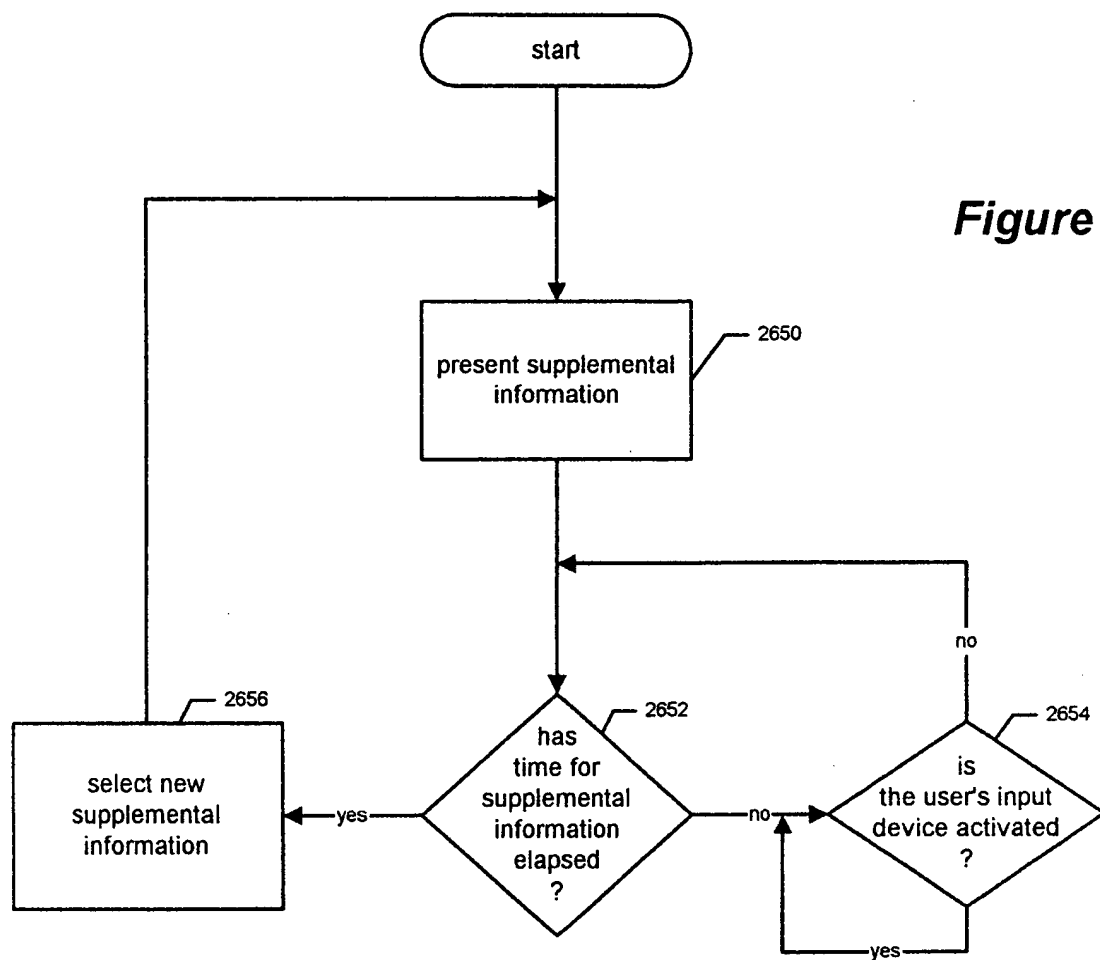 start
Figure
present supplemental
information
2650
no
2656
2652
2654
select new
supplemental
information
yes
has
time for
supplemental
information
elapsed
?
no
is
the user's input
device activated
?
yes